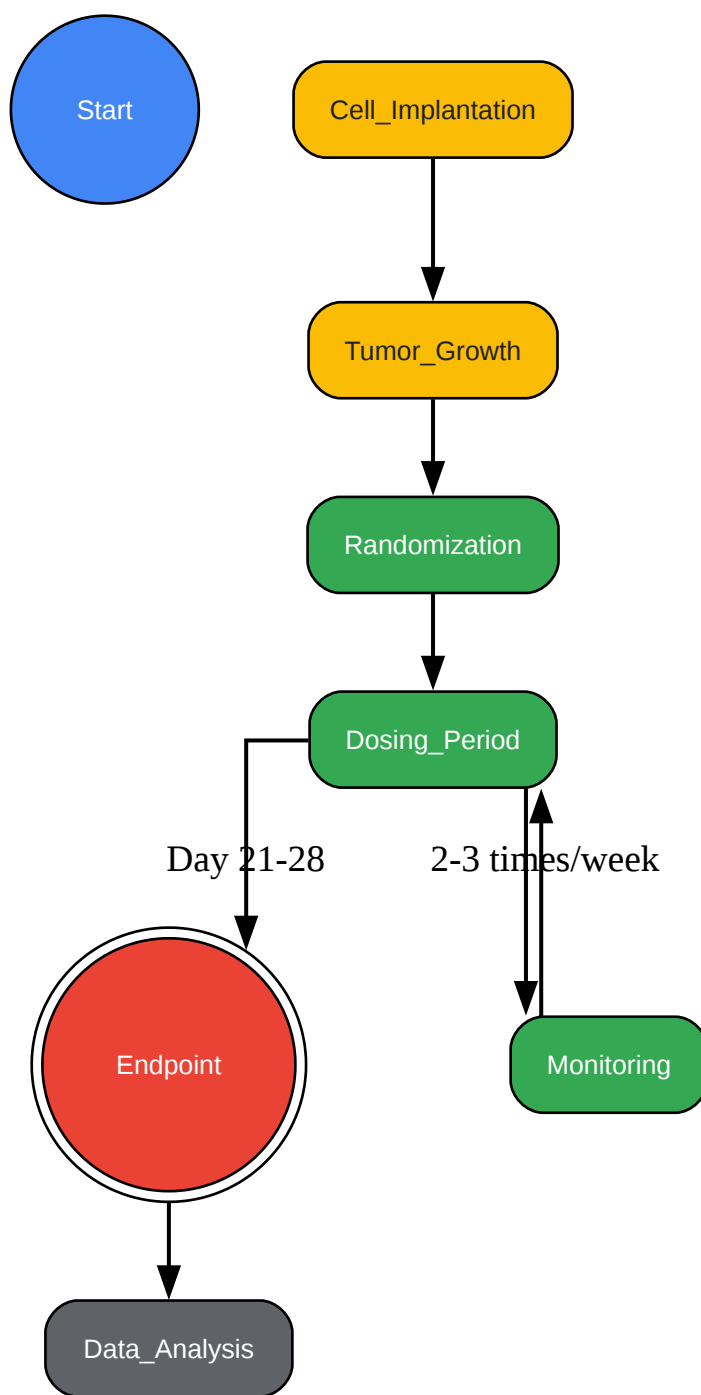 Start
Cell_Implantation
Tumor_Growth
Randomization
Dosing_Period
Day 21-28
2-3 times/week
Endpoint
Monitoring
Data_Analysis